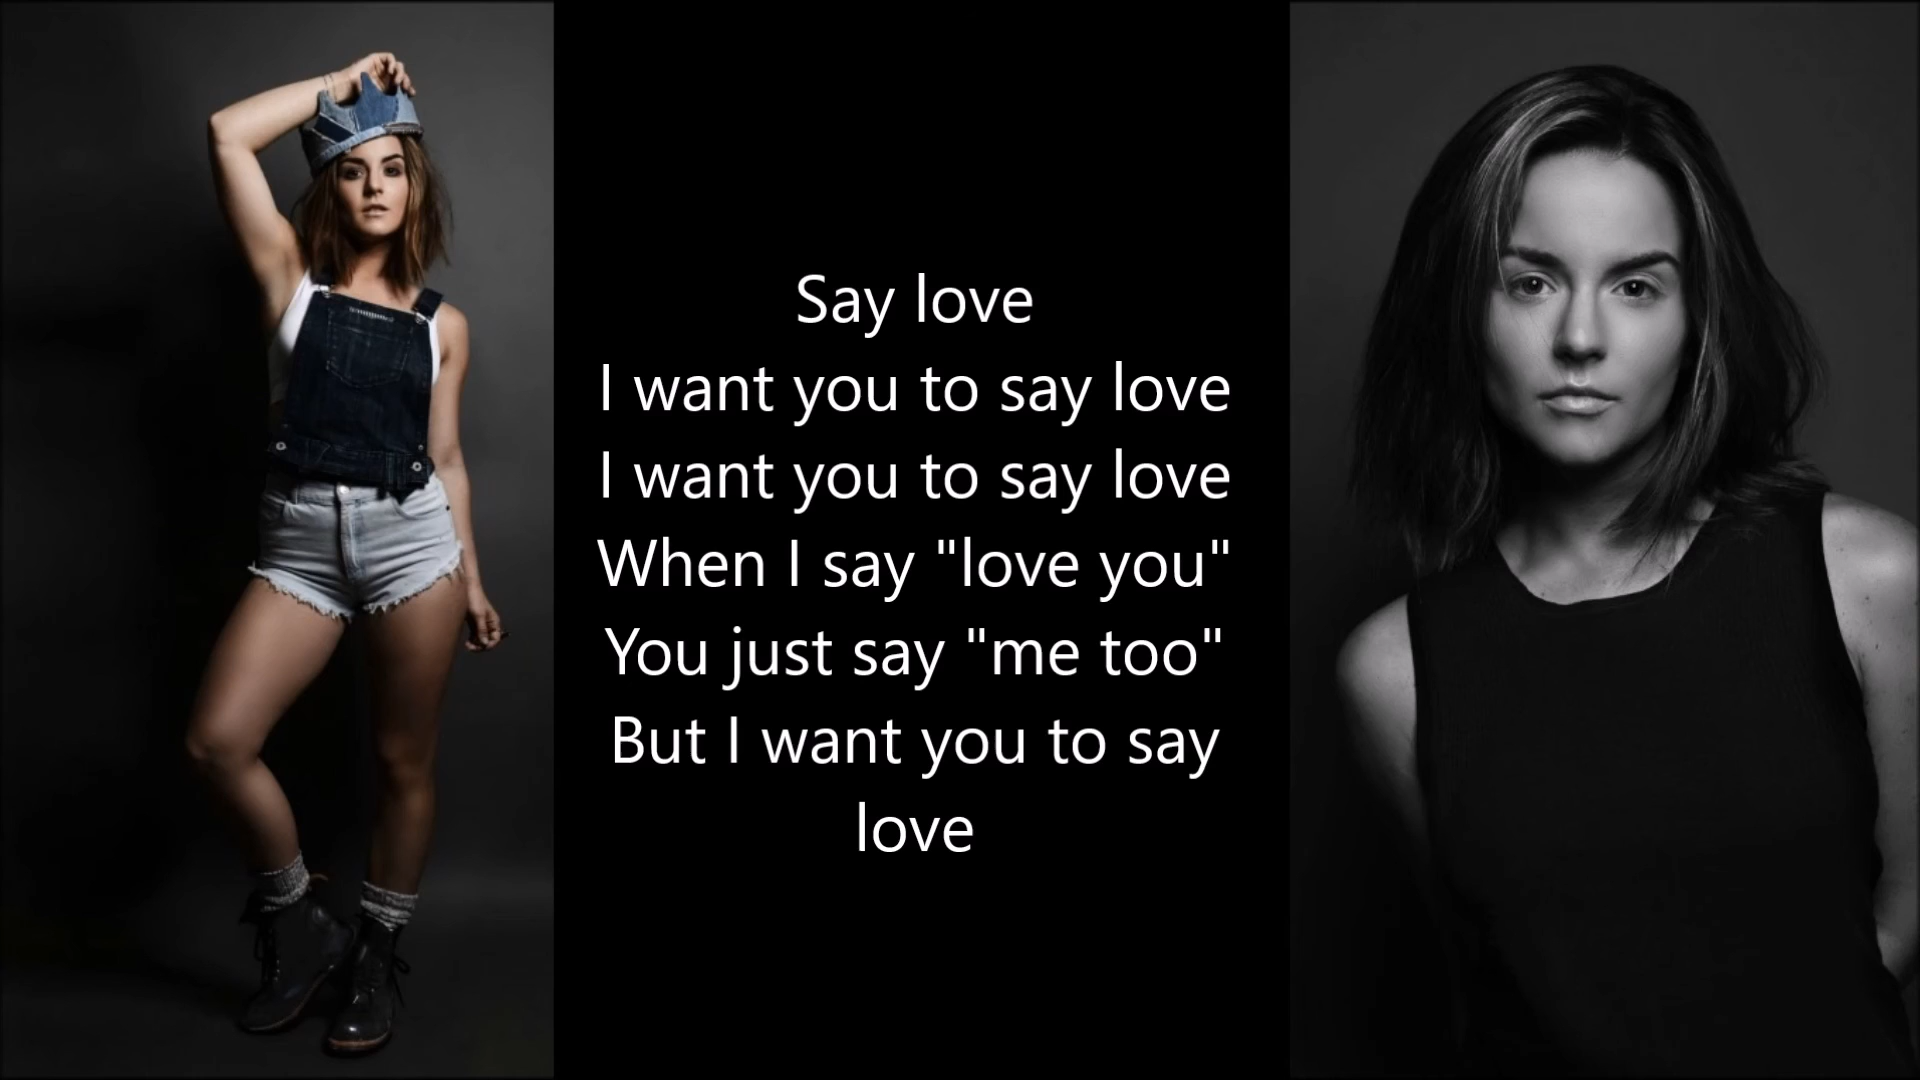 Say love
I want you to say love
I want you to say love
When I say "love you"
You just say "me too"
But I want you to say
love